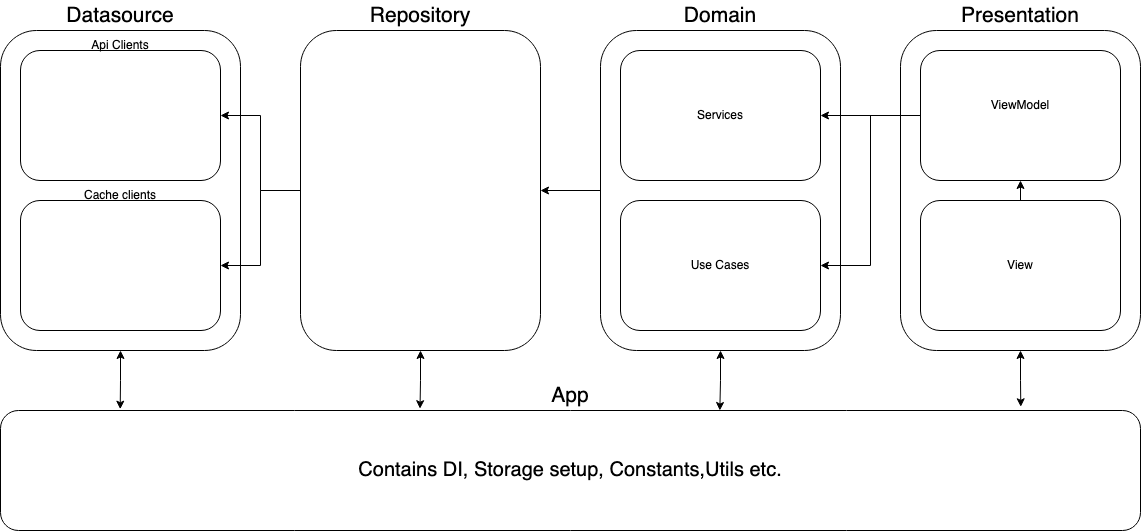 Datasource
Repository
Domain
Presentation
Api Clients
Services
ViewModel
Cache clients
Use Cases
View
App
Contains DI, Storage setup, Constants,Utils etc.